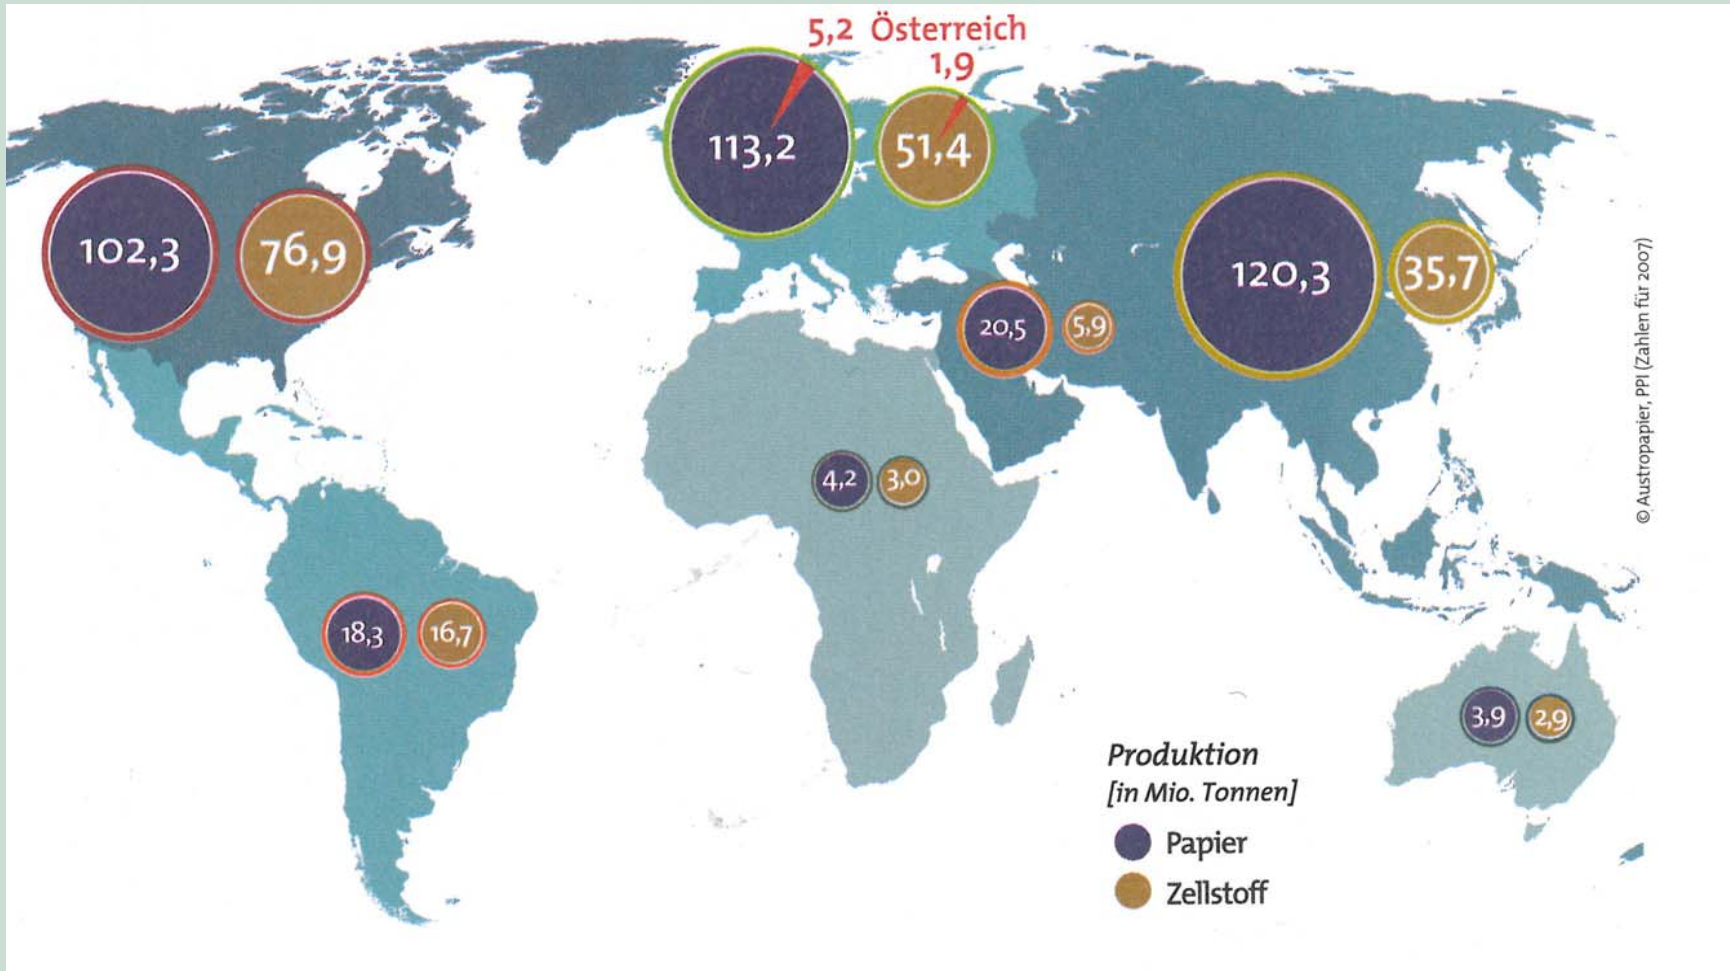 5,2 Österreich
1,9
113,2
51,4
102,3
76,9
120,3
35,7
20,5
5,9
4,2
3,0
18,3
16,7
3,9
2,9
Produktion
[in Mio. Tonnen]
Papier
Zellstoff
© Austropapier, PPI (Zahlen für 2007)